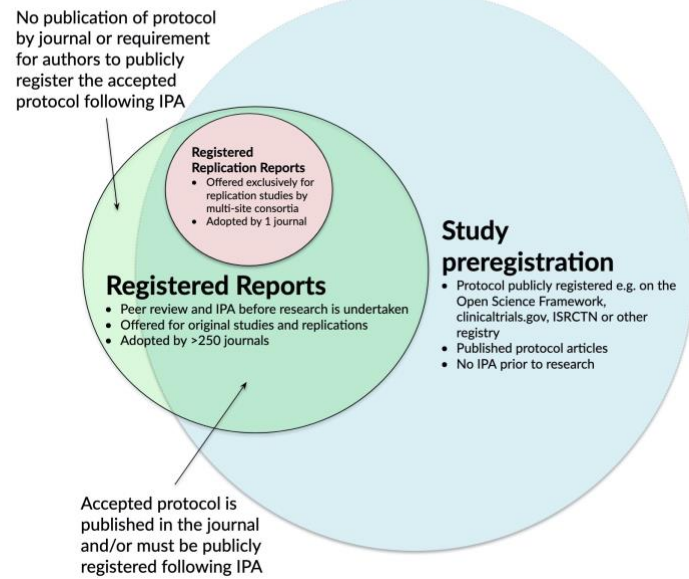 No publication of protocol
by journal or requirement
for authors to publicly
register the accepted
protocol following IPA
Registered
Replication Reports
• Offered exclusively for
replication studies by
multi-site consortia
• Adopted by 1 journal
Registered Reports
• Peer review and IPA before research is undertaken
• Offered for original studies and replications
• Adopted by >250 journals
Study
preregistration
• Protocol publicly registered e.g. on the
Open Science Framework,
clinicaltrials.gov, ISRCTN or other
registry
• Published protocol articles
• No IPA prior to research
Accepted protocol is
published in the journal
and/or must be publicly
registered following IPA